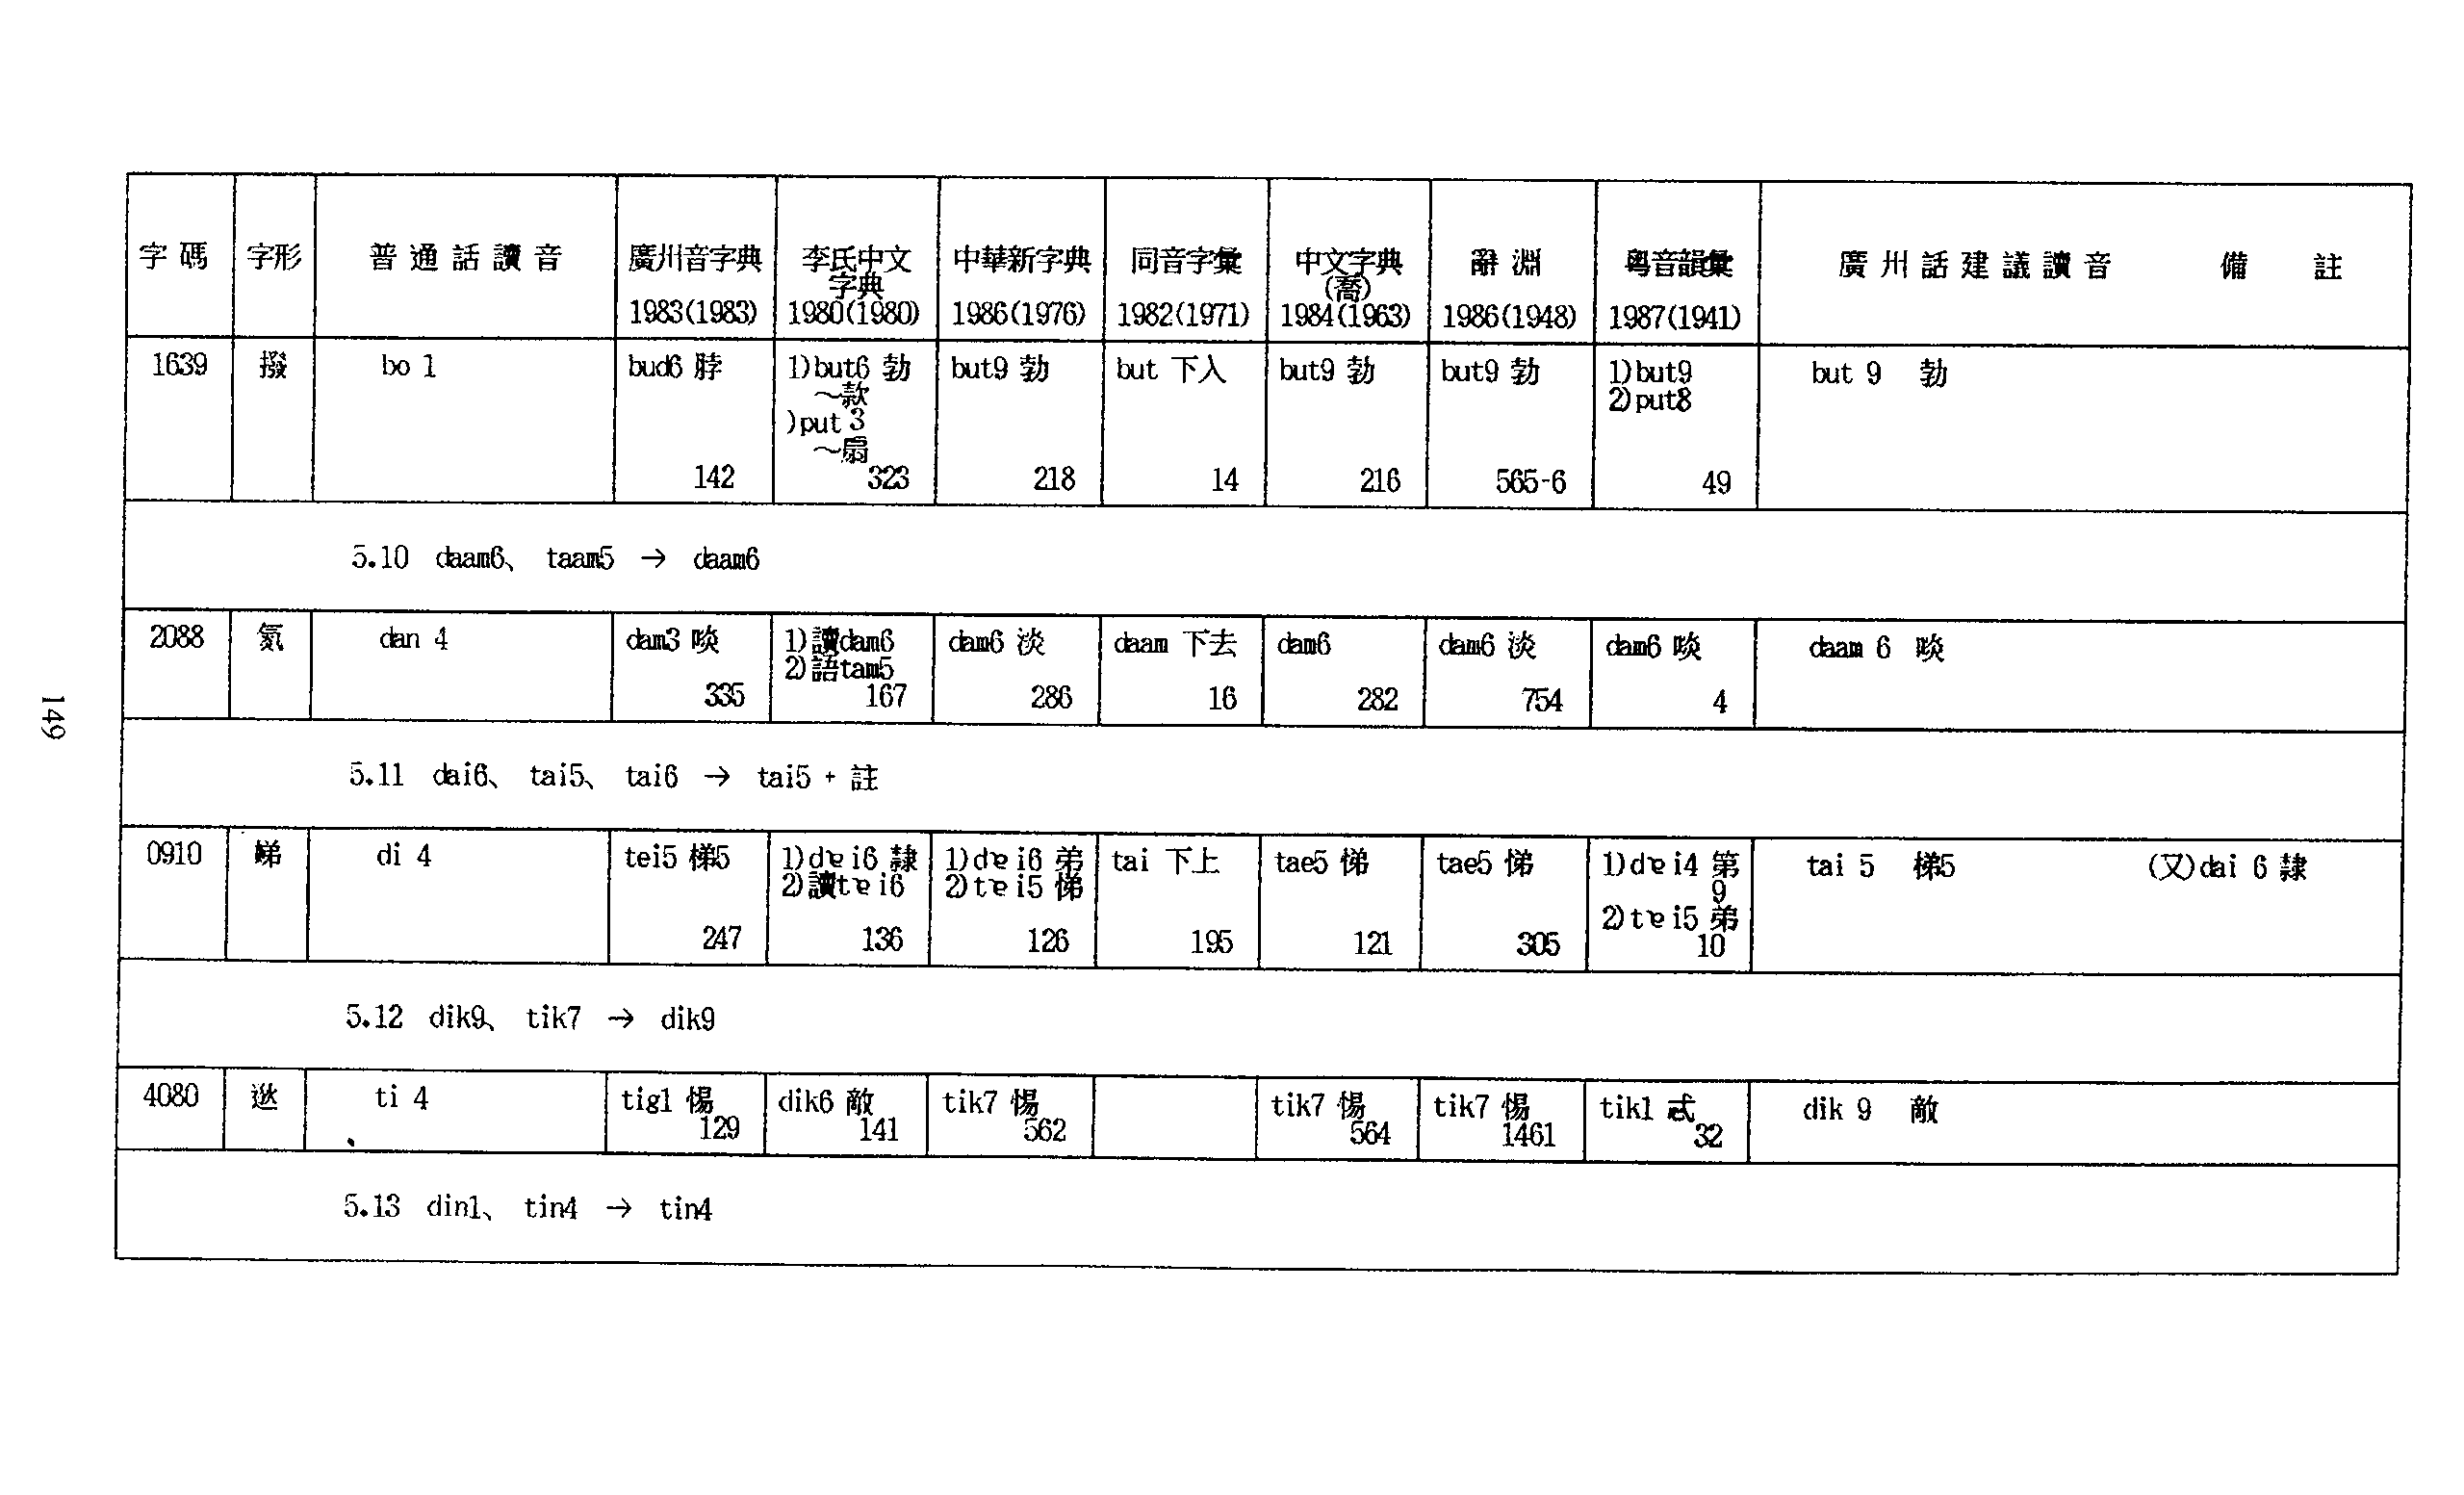 字碼 字形 普通話讀音 廣州音字典 李氏中文字典 中華新字典 同音字彙 中文字典(喬) 辭淵 粵音韻彙 廣州話建議讀音 備註
1983(1983) 1980(1980) 1986(1976) 1982(1971) 1984(1963) 1986(1948) 1987(1941)
1639 撥 bo 1 bud6 脖 1)but6 勃 but9 勃 but 下入 but9 勃 but9 勃 1)but9 but 9 勃
~款 2)put8
)put 3
~扇
142 323 218 14 216 565-6 49
5.10 daam6、 taam5 → daam6
2088 氮 dan 4 dam3 啖 1)讀dam6 dam6 淡 daam 下去 dam6 dam6 淡 dam6 啖 daam 6 啖
2)語tam5
335 167 286 16 282 754 4
5.11 dai6、 tai5、 tai6 → tai5 + 註
0910 娣 di 4 tei5 梯5 1)dɐi6 隸 1)dɐi6 弟 tai 下上 tae5 悌 tae5 悌 1)dɐi4 第 tai 5 梯5 (又)dai 6 隸
2)讀tɐi6 2)tɐi5 悌 9
2)tɐi5 弟
247 136 126 195 121 305 10
5.12 dik9、 tik7 → dik9
4080 逖 ti 4 tig1 惕 dik6 敵 tik7 惕 tik7 惕 tik7 惕 tik1 忒 dik 9 敵
129 141 562 564 1461 32
5.13 din1、 tin4 → tin4
149